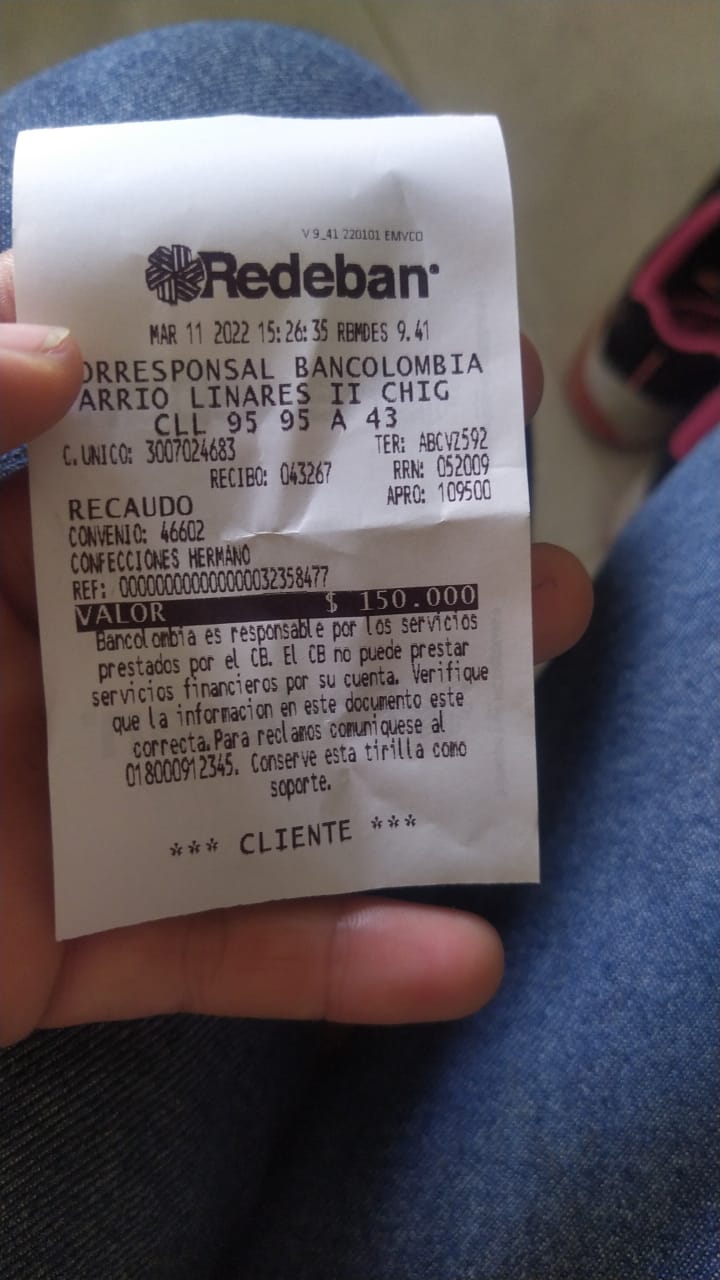 V 9_41 220101 EMVCO
Redeban
MAR 11 2022 15:26:35 RBMDES 9.41
ORRESPONSAL BANCOLOMBIA
ARRIO LINARES II CHIG
CLL 95 95 A 43
C.UNICO: 3007024683 TER: ABCVZ592
RECIBO: 043267 RRN: 052009
RECAUDO APRO: 109500
CONVENIO: 46602
CONFECCIONES HERMANO
REF: 000000000000000032358477
VALOR $ 150.000
Bancolombia es responsable por los servicios
prestados por el CB. El CB no puede prestar
servicios financieros por su cuenta. Verifique
que la informacion en este documento este
correcta.Para reclamos comuniquese al
018000912345. Conserve esta tirilla como
soporte.
*** CLIENTE ***